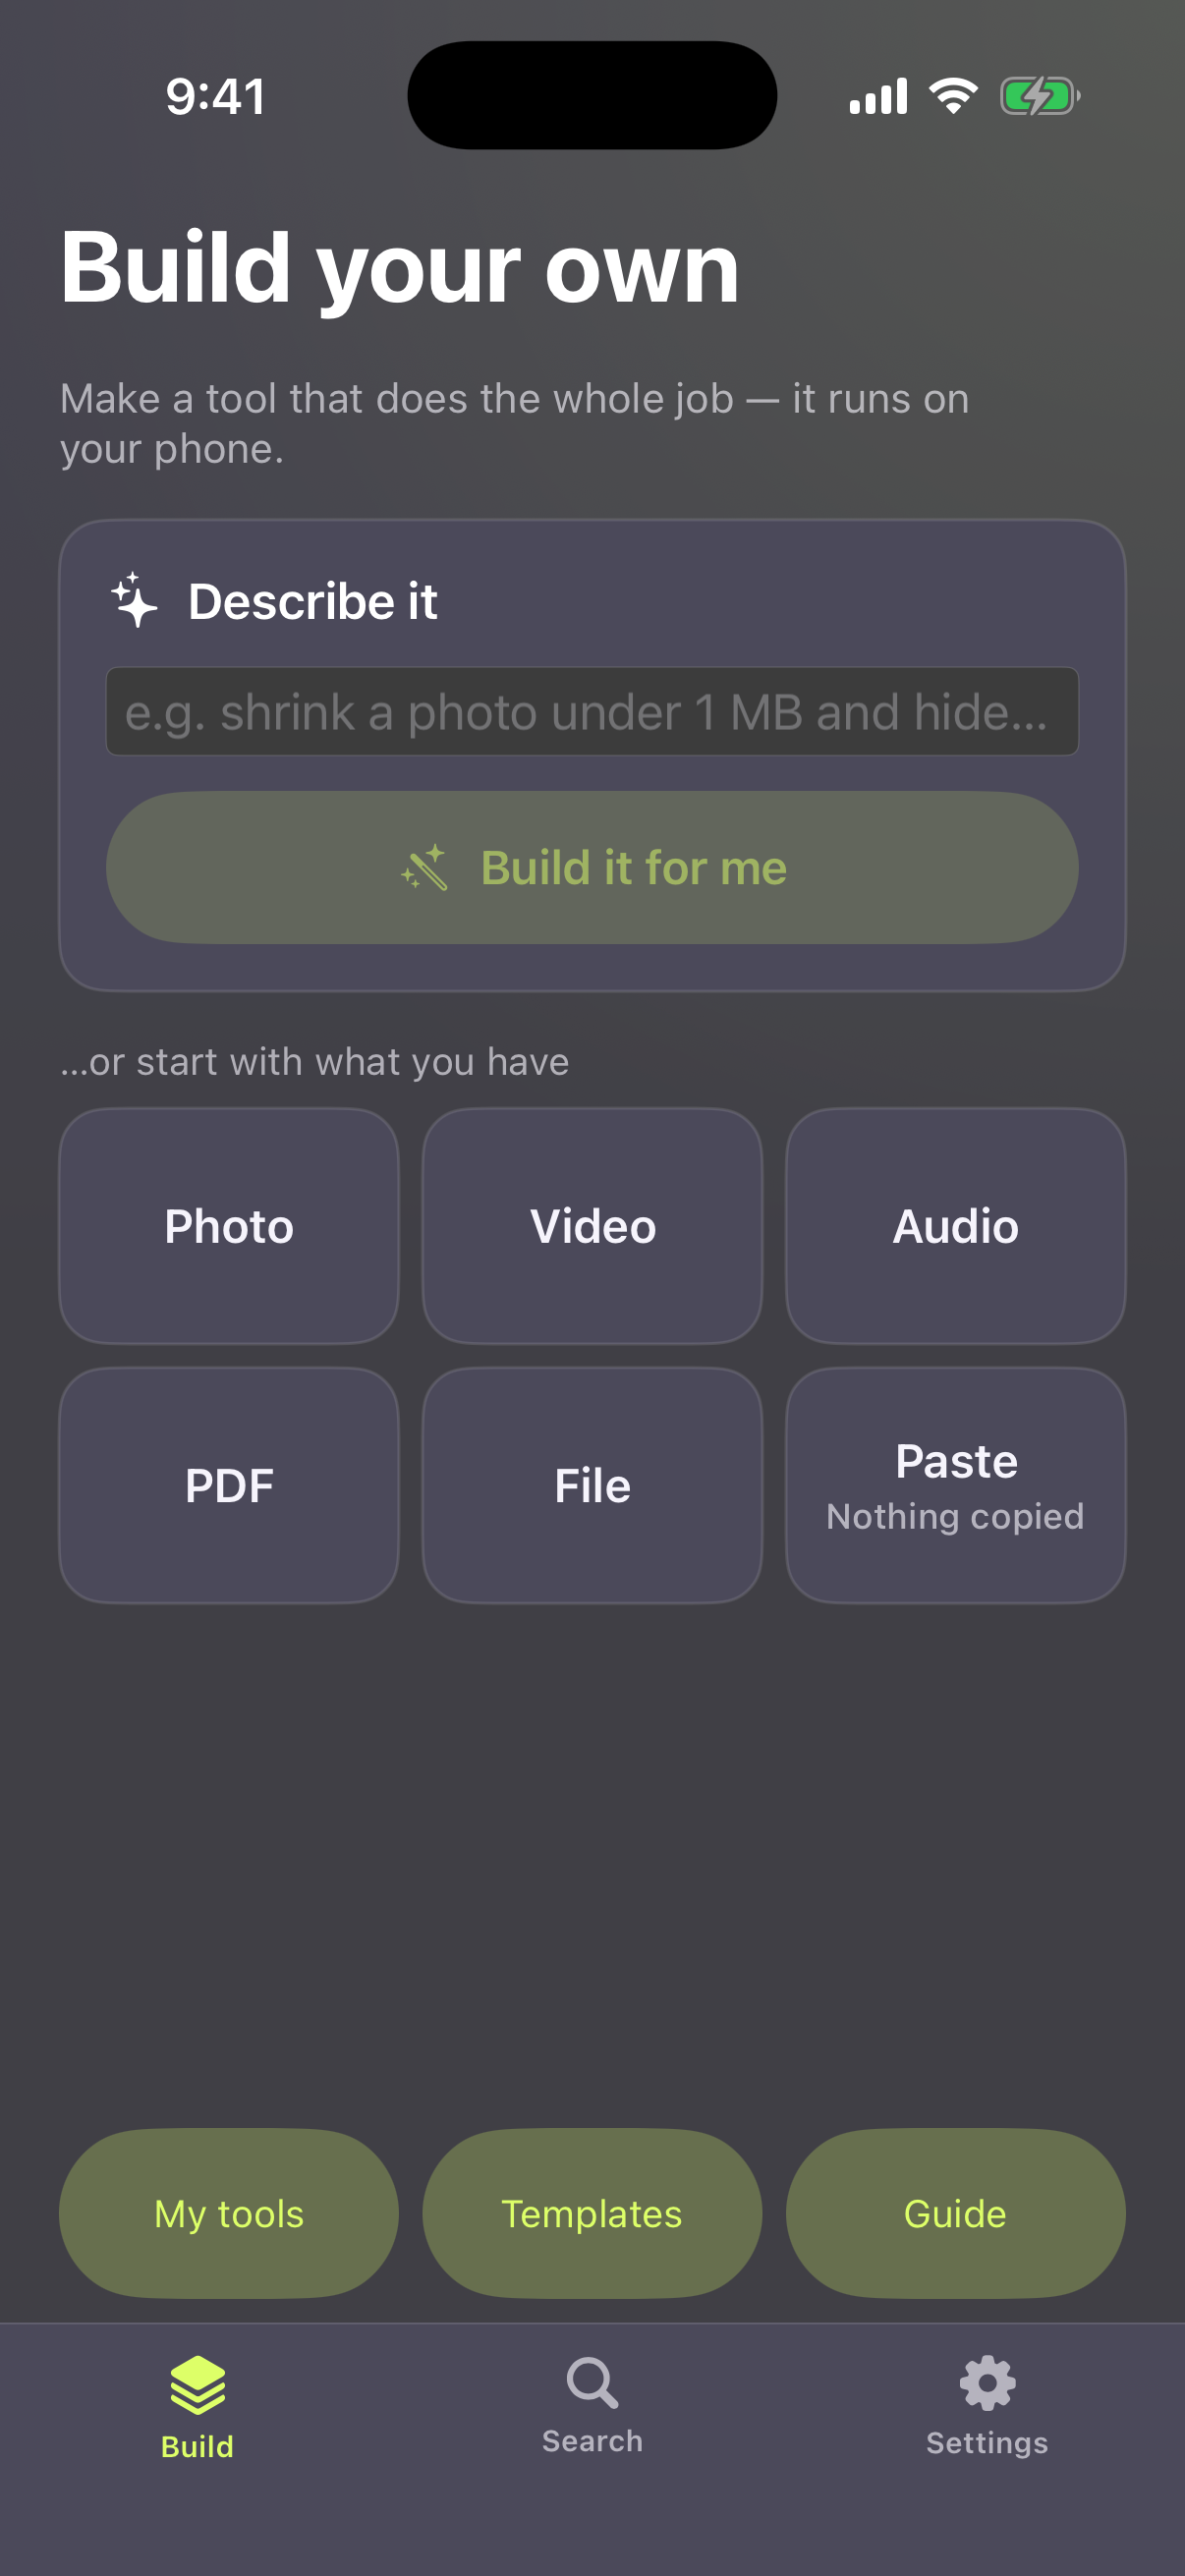 9:41
Build your own
Make a tool that does the whole job — it runs on
your phone.
Describe it
e.g. shrink a photo under 1 MB and hide...
Build it for me
...or start with what you have
Photo
Video
Audio
PDF
File
Paste
Nothing copied
My tools
Templates
Guide
Build
Search
Settings